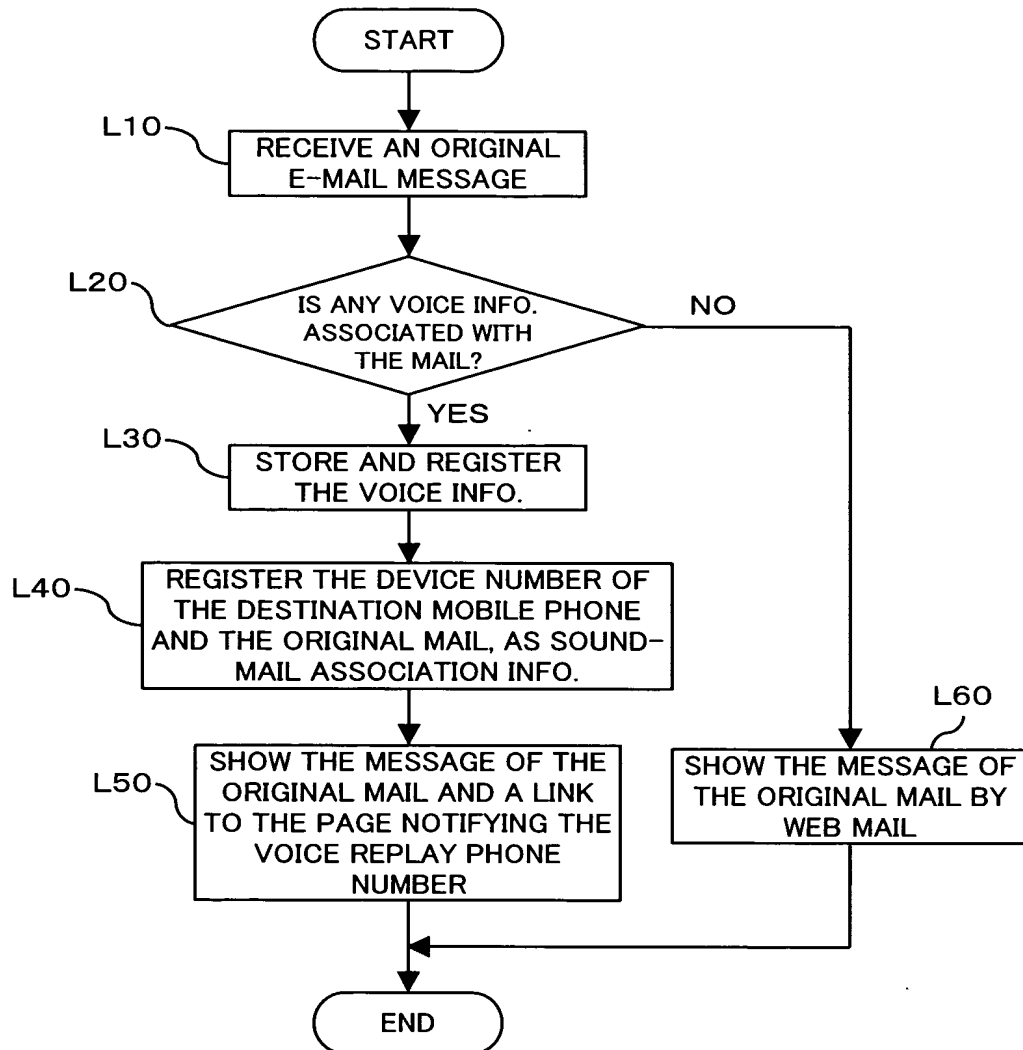 START
L10
RECEIVE AN ORIGINAL
E-MAIL MESSAGE
L20
IS ANY VOICE INFO.
ASSOCIATED WITH
THE MAIL?
NO
YES
L30
STORE AND REGISTER
THE VOICE INFO.
L40
REGISTER THE DEVICE NUMBER OF
THE DESTINATION MOBILE PHONE
AND THE ORIGINAL MAIL, AS SOUND-
MAIL ASSOCIATION INFO.
L50
SHOW THE MESSAGE OF THE
ORIGINAL MAIL AND A LINK
TO THE PAGE NOTIFYING THE
VOICE REPLAY PHONE
NUMBER
L60
SHOW THE MESSAGE OF
THE ORIGINAL MAIL BY
WEB MAIL
END